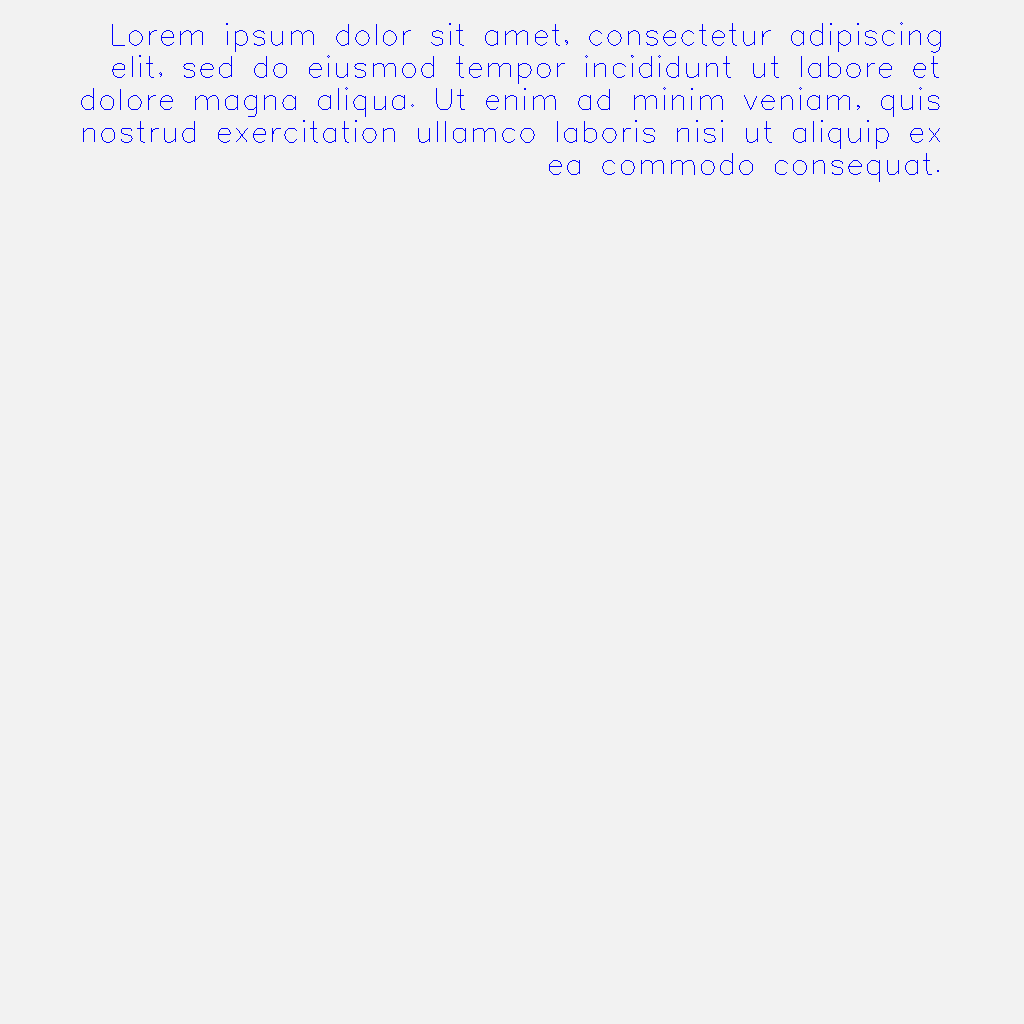 Lorem ipsum dolor sit amet, consectetur adipiscing
elit, sed do eiusmod tempor incididunt ut labore et
dolore magna aliqua. Ut enim ad minim veniam, quis
nostrud exercitation ullamco laboris nisi ut aliquip ex
ea commodo consequat.